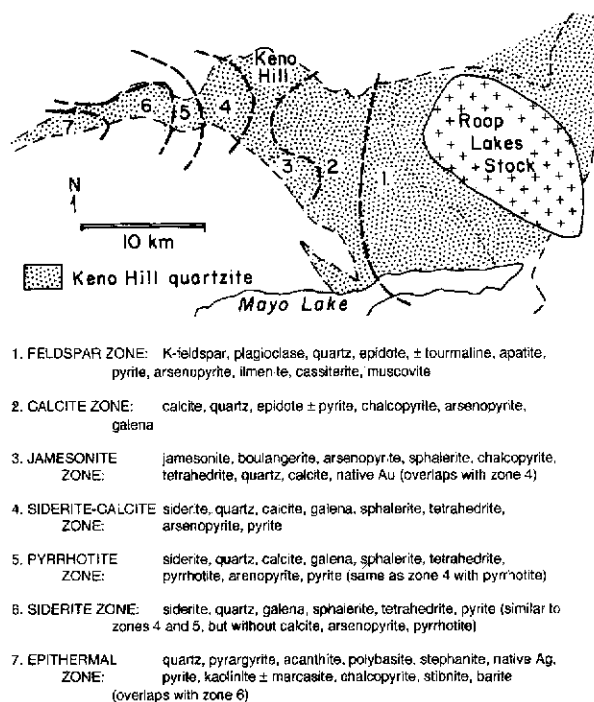 Keno
Hill
7
6
5
4
3
2
1
Roop
Lakes
Stock
N
10 km
Keno Hill quartzite
Mayo Lake
1. FELDSPAR ZONE: K-feldspar, plagioclase, quartz, epidote, ± tourmaline, apatite,
pyrite, arsenopyrite, ilmenite, cassiterite, muscovite
2. CALCITE ZONE: calcite, quartz, epidote ± pyrite, chalcopyrite, arsenopyrite,
galena
3. JAMESONITE jamesonite, boulangerite, arsenopyrite, sphalerite, chalcopyrite,
ZONE: tetrahedrite, quartz, calcite, native Au (overlaps with zone 4)
4. SIDERITE-CALCITE siderite, quartz, calcite, galena, sphalerite, tetrahedrite,
ZONE: arsenopyrite, pyrite
5. PYRRHOTITE siderite, quartz, calcite, galena, sphalerite, tetrahedrite,
ZONE: pyrrhotite, arenopyrite, pyrite (same as zone 4 with pyrrhotite)
6. SIDERITE ZONE: siderite, quartz, galena, sphalerite, tetrahedrite, pyrite (similar to
zones 4 and 5, but without calcite, arsenopyrite, pyrrhotite)
7. EPITHERMAL quartz, pyrargyrite, acanthite, polybasite, stephanite, native Ag,
ZONE: pyrite, kaolinite ± marcasite, chalcopyrite, stibnite, barite
(overlaps with zone 6)